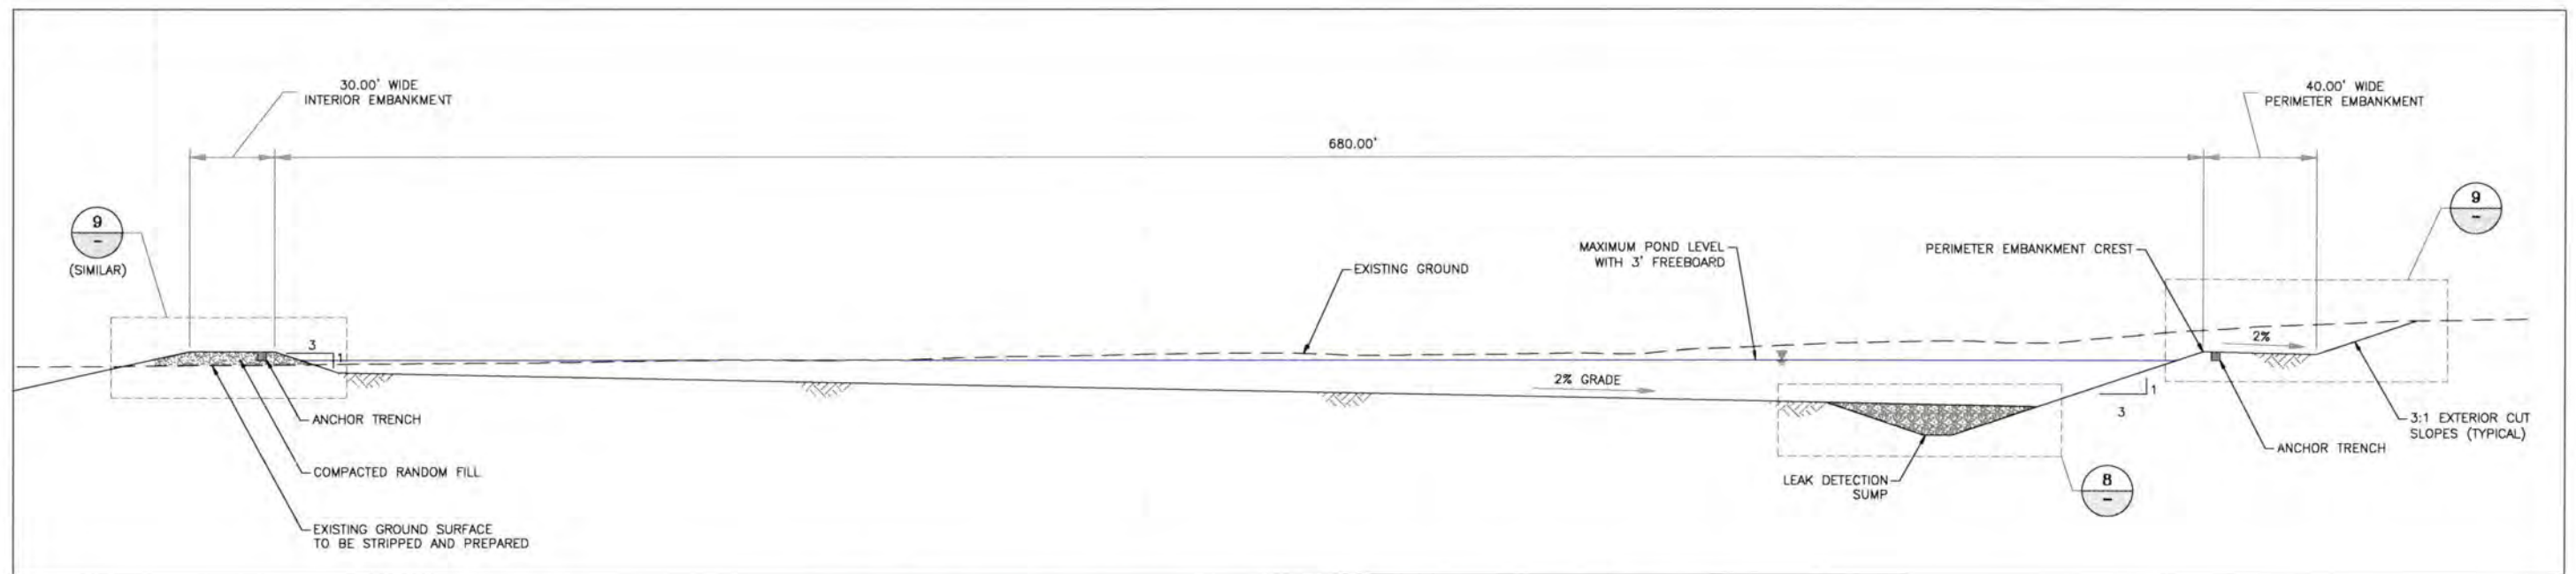 30.00' WIDE
INTERIOR EMBANKMENT
40.00' WIDE
PERIMETER EMBANKMENT
680.00'
9
-
(SIMILAR)
9
-
MAXIMUM POND LEVEL
WITH 3' FREEBOARD
PERIMETER EMBANKMENT CREST
EXISTING GROUND
3
1
2%
2% GRADE
1
3
ANCHOR TRENCH
3:1 EXTERIOR CUT
SLOPES (TYPICAL)
ANCHOR TRENCH
COMPACTED RANDOM FILL
LEAK DETECTION
SUMP
8
-
EXISTING GROUND SURFACE
TO BE STRIPPED AND PREPARED